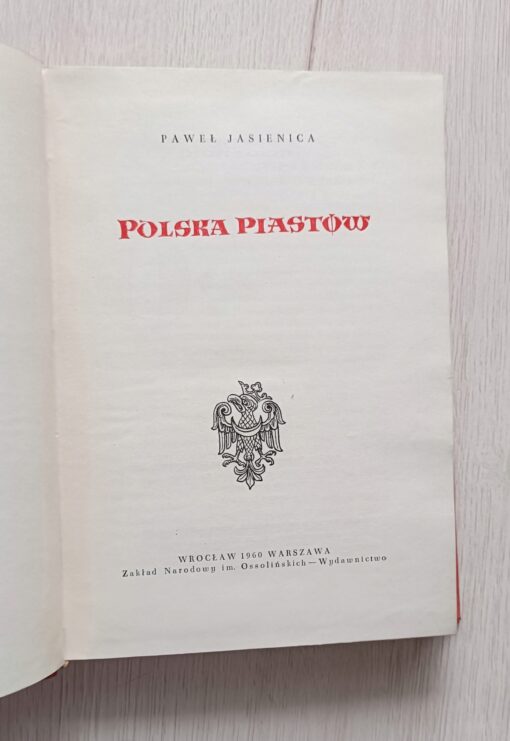 PAWEŁ JASIENICA
POLSKA PIASTÓW
WROCŁAW 1960 WARSZAWA
Zakład Narodowy im. Ossolińskich — Wydawnictwo